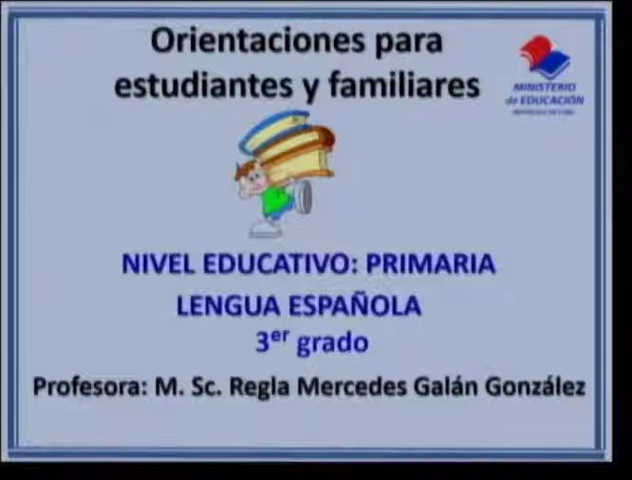 Orientaciones para
estudiantes y familiares
MINISTERIO
de EDUCACIÓN
NIVEL EDUCATIVO: PRIMARIA
LENGUA ESPAÑOLA
3er grado
Profesora: M. Sc. Regla Mercedes Galán González